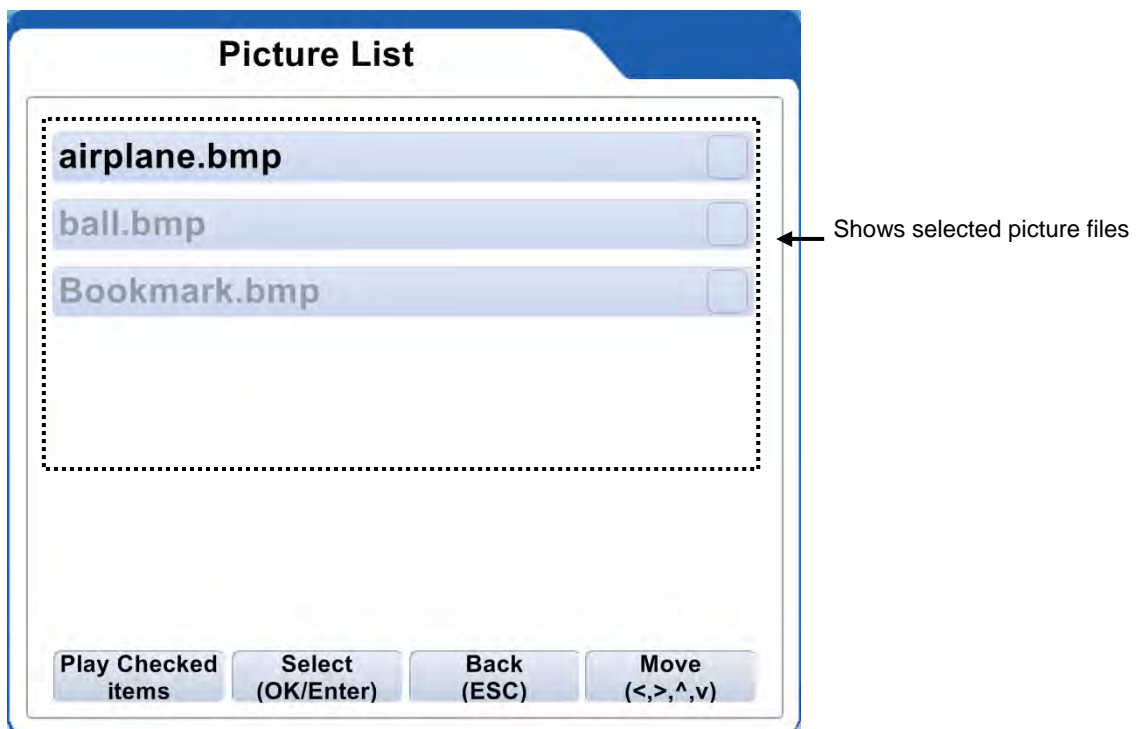 Picture List
airplane.bmp
ball.bmp
Shows selected picture files
Bookmark.bmp
Play Checked
items
Select
(OK/Enter)
Back
(ESC)
Move
(<,>,^,v)